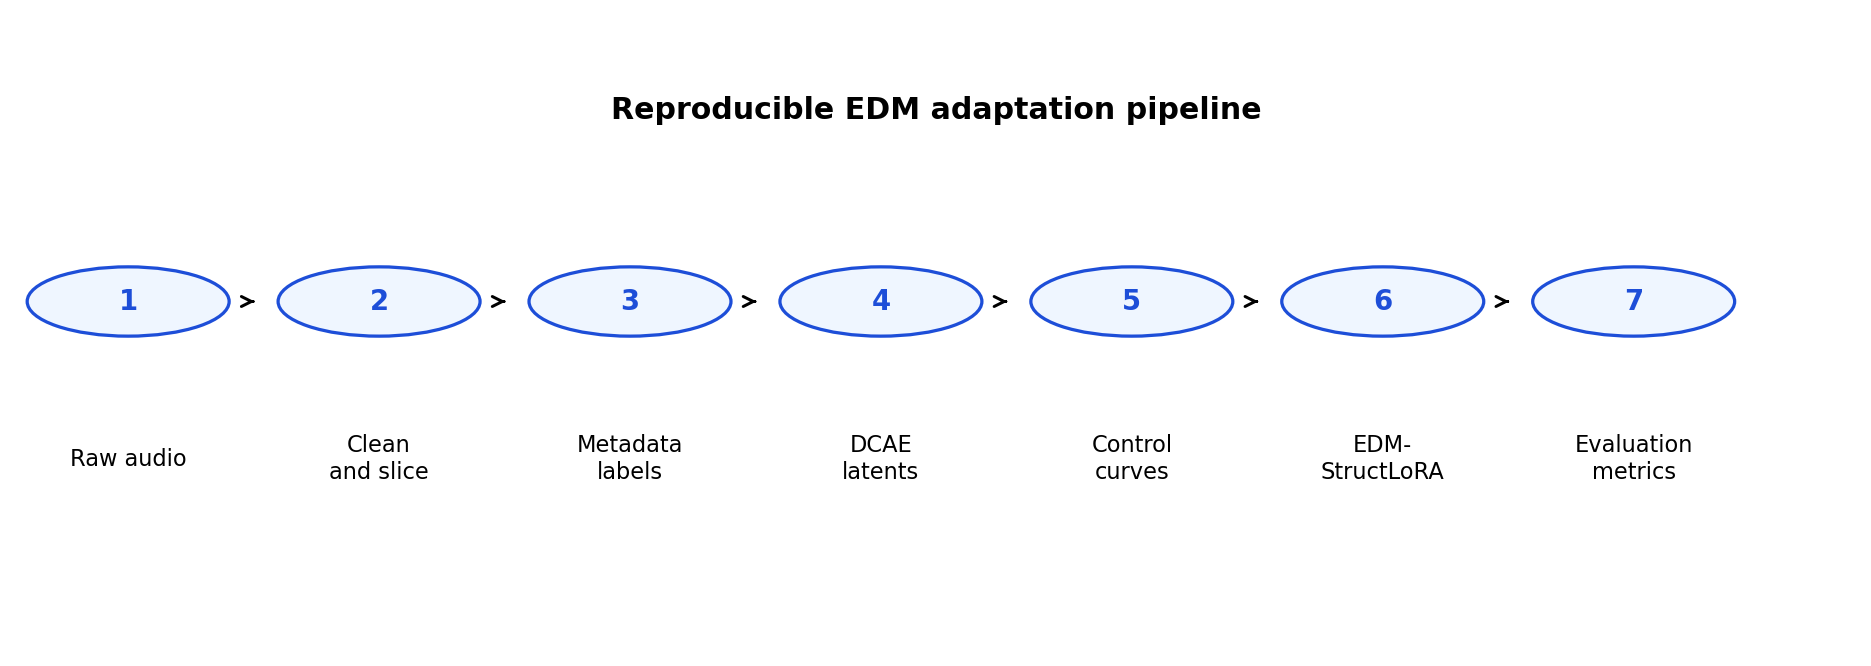 Reproducible EDM adaptation pipeline
1
2
3
4
5
6
7
Raw audio
Clean
and slice
Metadata
labels
DCAE
latents
Control
curves
EDM-
StructLoRA
Evaluation
metrics